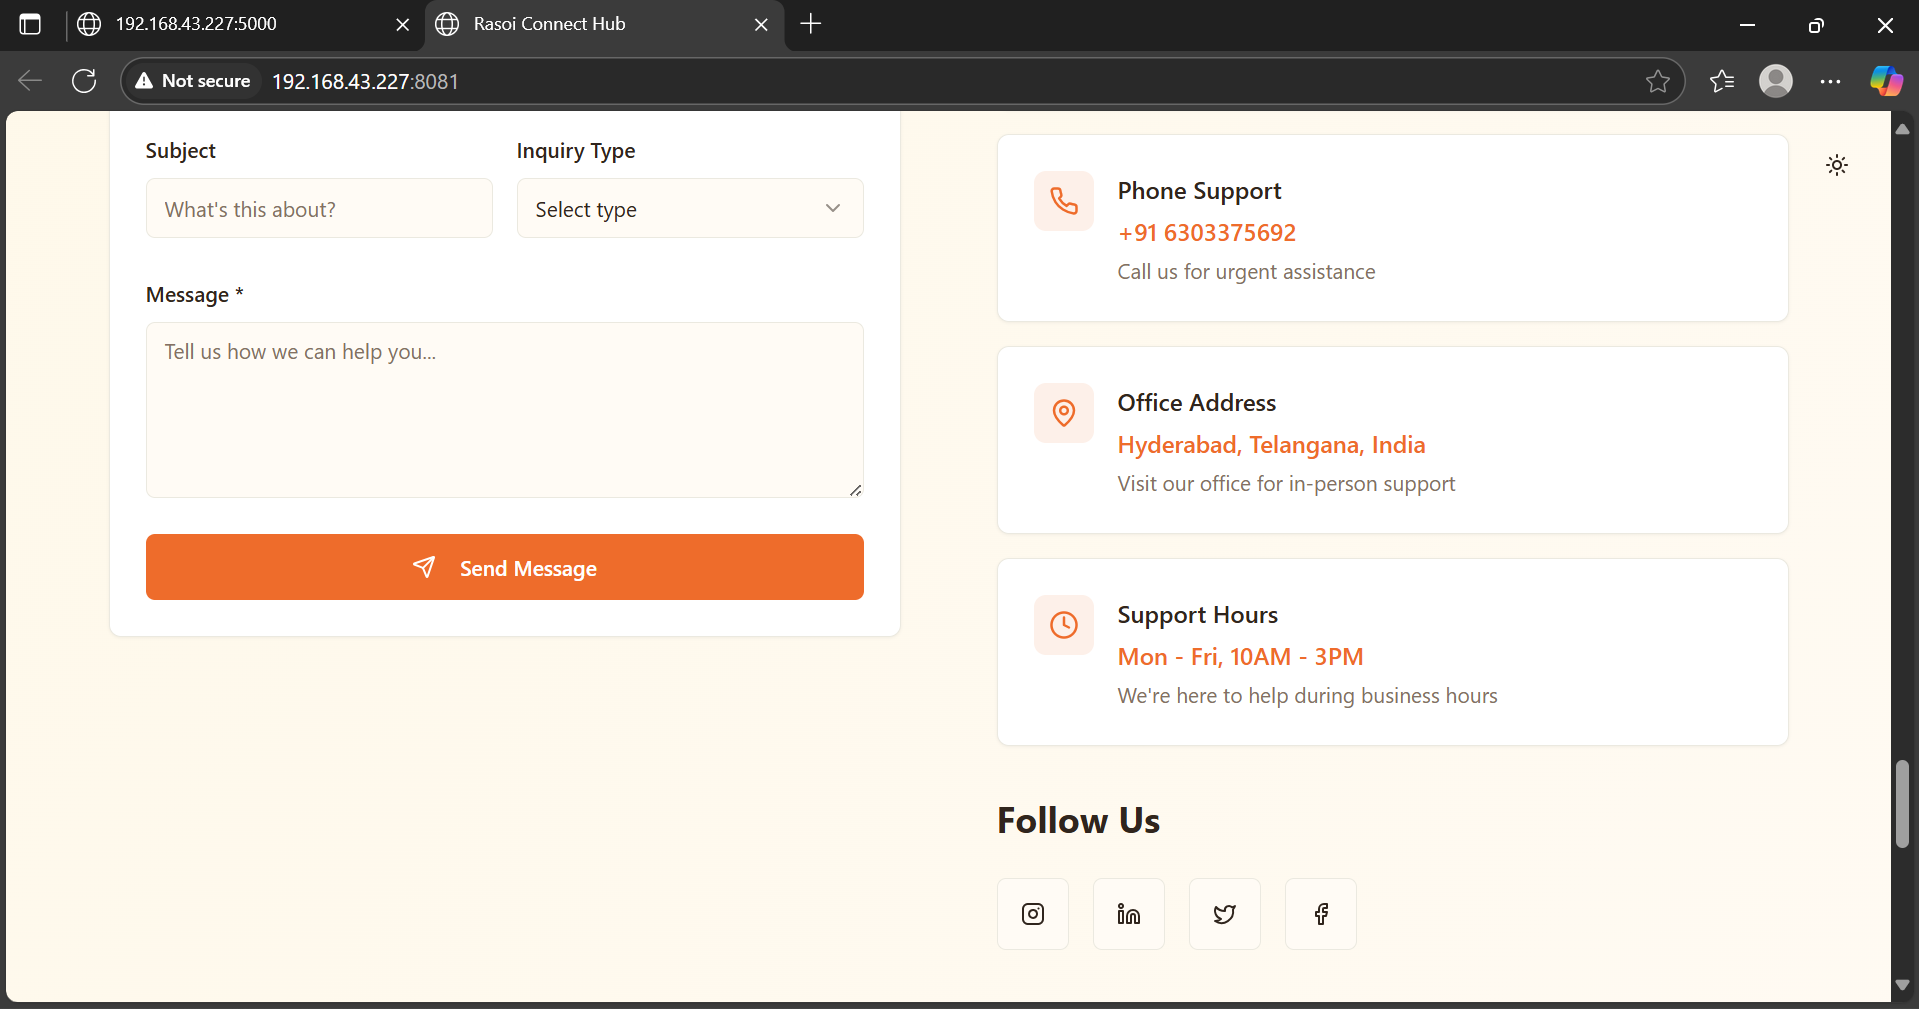 192.168.43.227:5000
Rasoi Connect Hub
Not secure
192.168.43.227:8081
Subject
Inquiry Type
What's this about?
Select type
Message *
Tell us how we can help you...
Send Message
Phone Support
+91 6303375692
Call us for urgent assistance
Office Address
Hyderabad, Telangana, India
Visit our office for in-person support
Support Hours
Mon - Fri, 10AM - 3PM
We're here to help during business hours
Follow Us